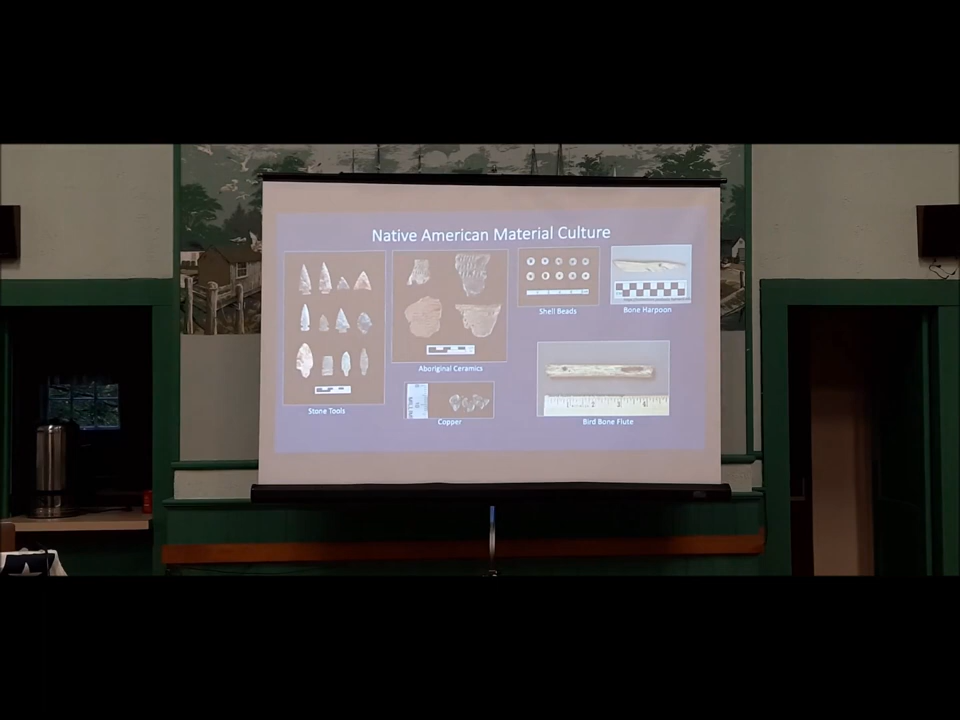 Native American Material Culture
Stone Tools
Aboriginal Ceramics
Copper
Shell Beads
Bone Harpoon
Bird Bone Flute